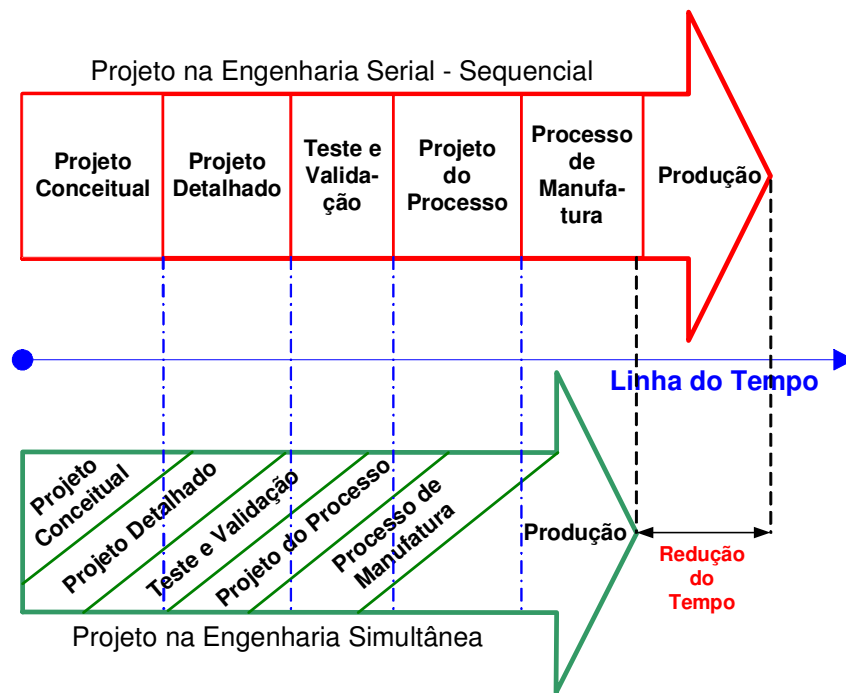 Projeto na Engenharia Serial - Sequencial
Projeto
Conceitual
Projeto
Detalhado
Teste e
Valida-
ção
Projeto
do
Processo
Processo
de
Manufa-
tura
Produção
Linha do Tempo
Projeto
Conceitual
Projeto Detalhado
Teste e Validação
Projeto do Processo
Processo de
Manufatura
Produção
Redução
do
Tempo
Projeto na Engenharia Simultânea